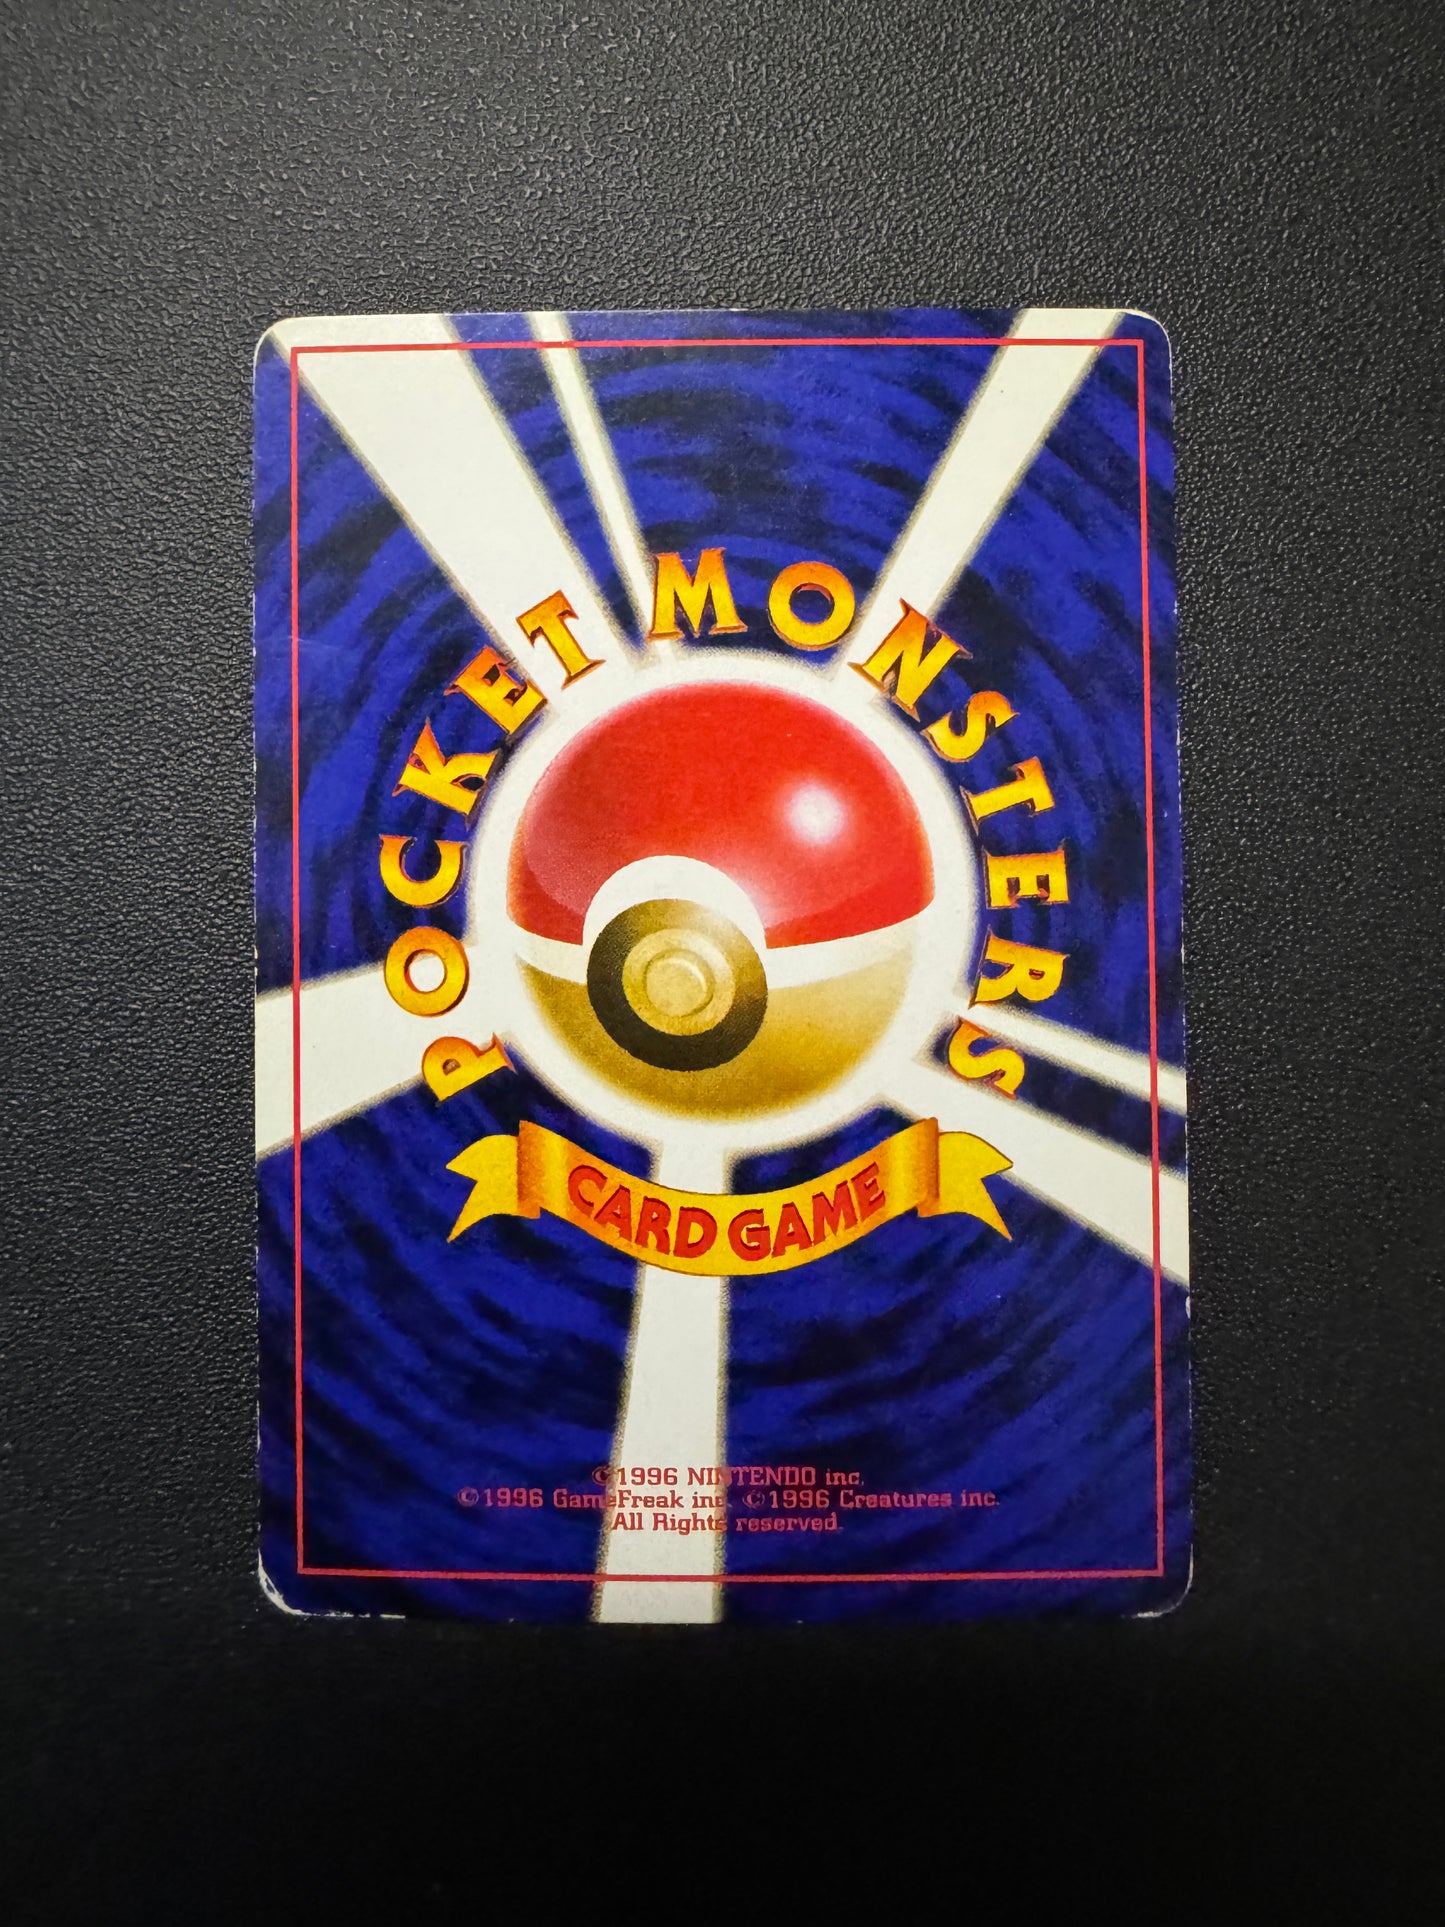 POCKET MONSTERS
CARD GAME
©1996 NINTENDO inc.
©1996 GameFreak inc. ©1996 Creatures inc.
All Rights reserved.